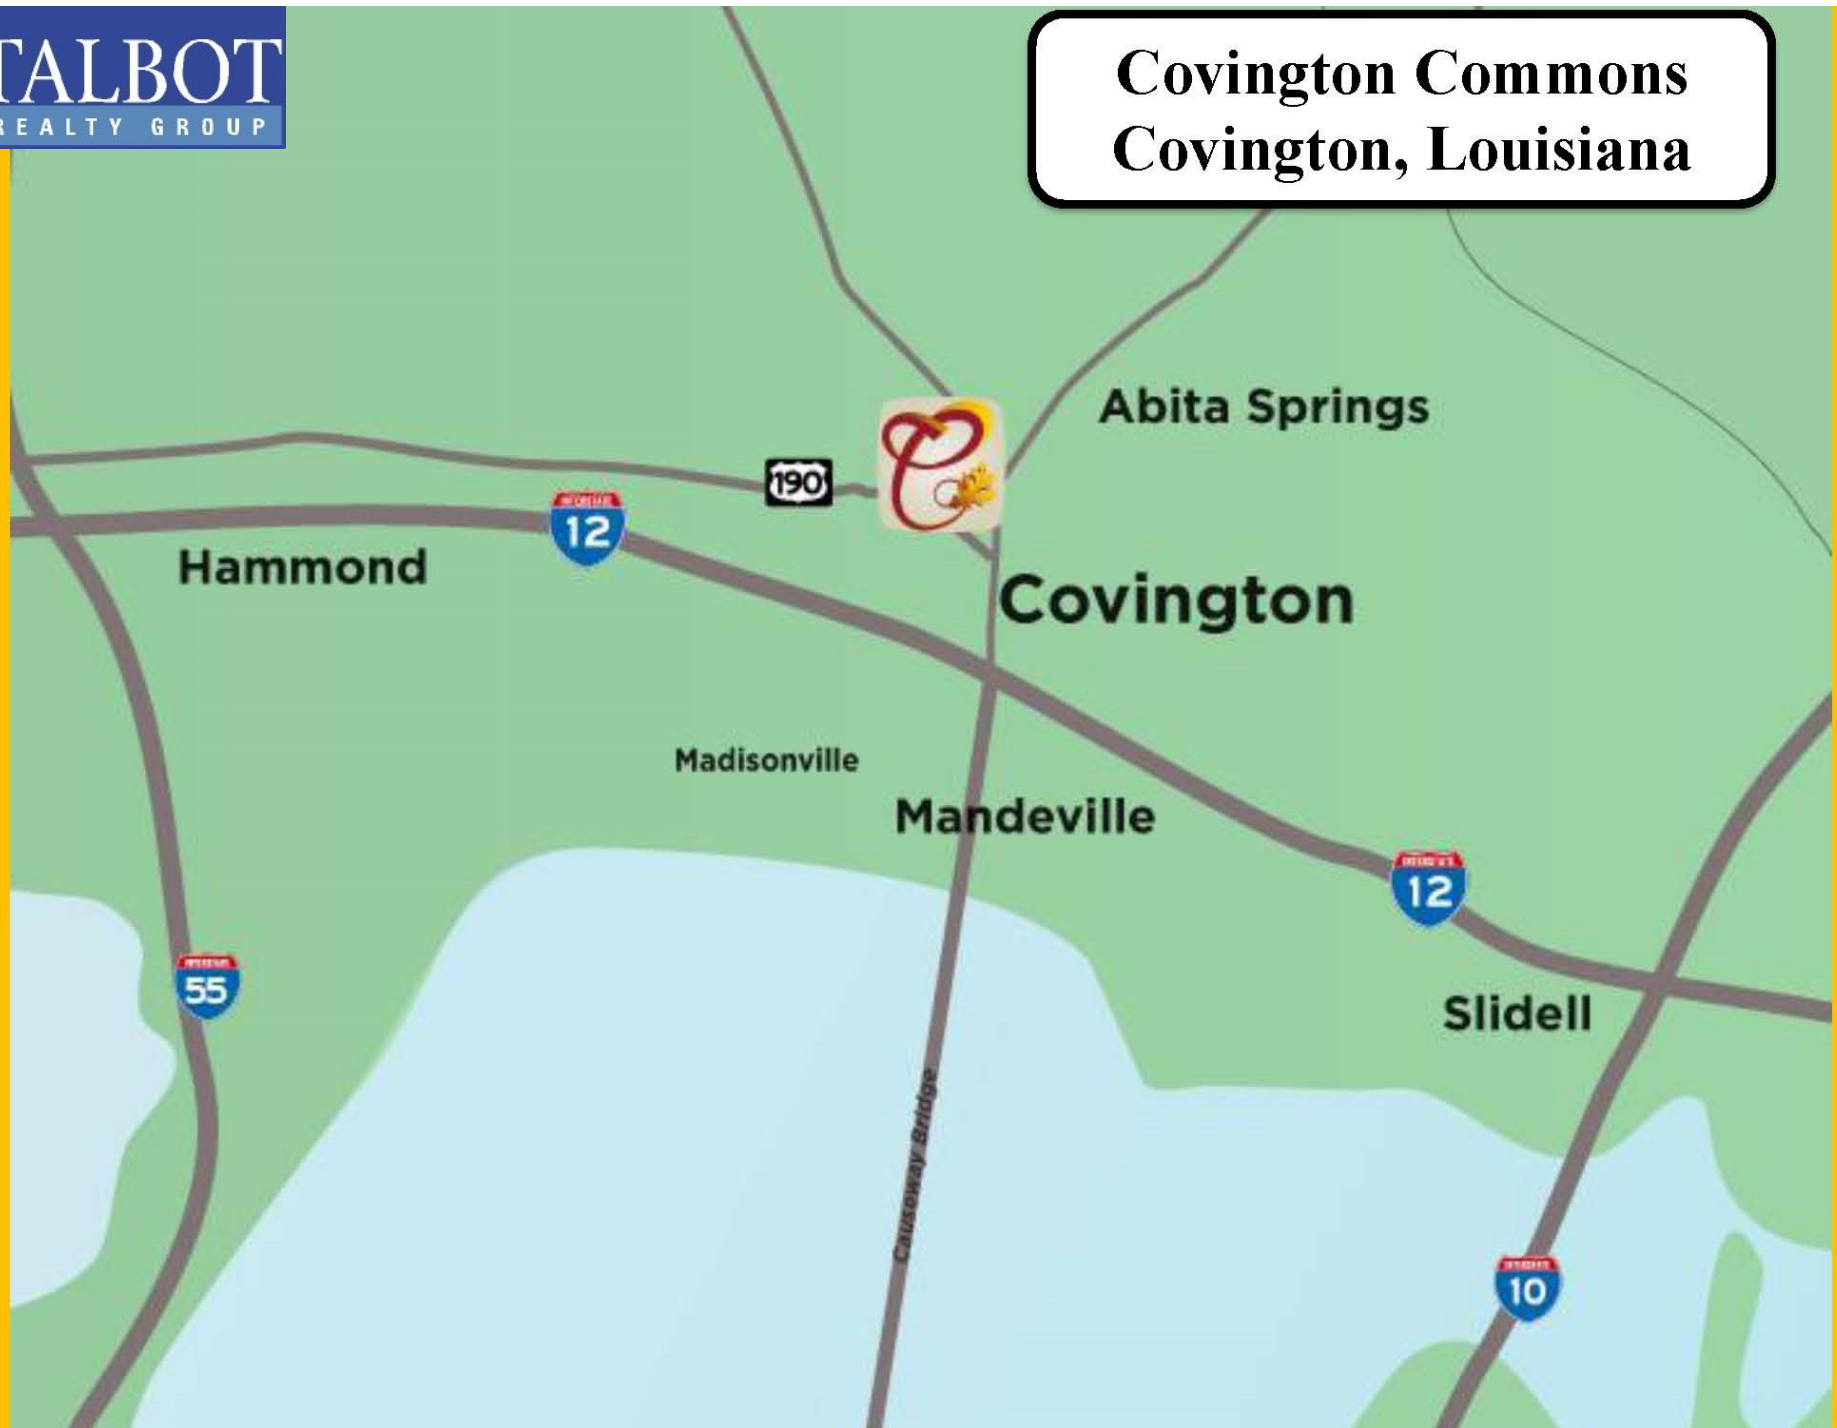 TALBOT
REALTY GROUP
Covington Commons
Covington, Louisiana
Abita Springs
190
12
Hammond
Covington
Madisonville
Mandeville
12
55
Slidell
Causeway Bridge
10